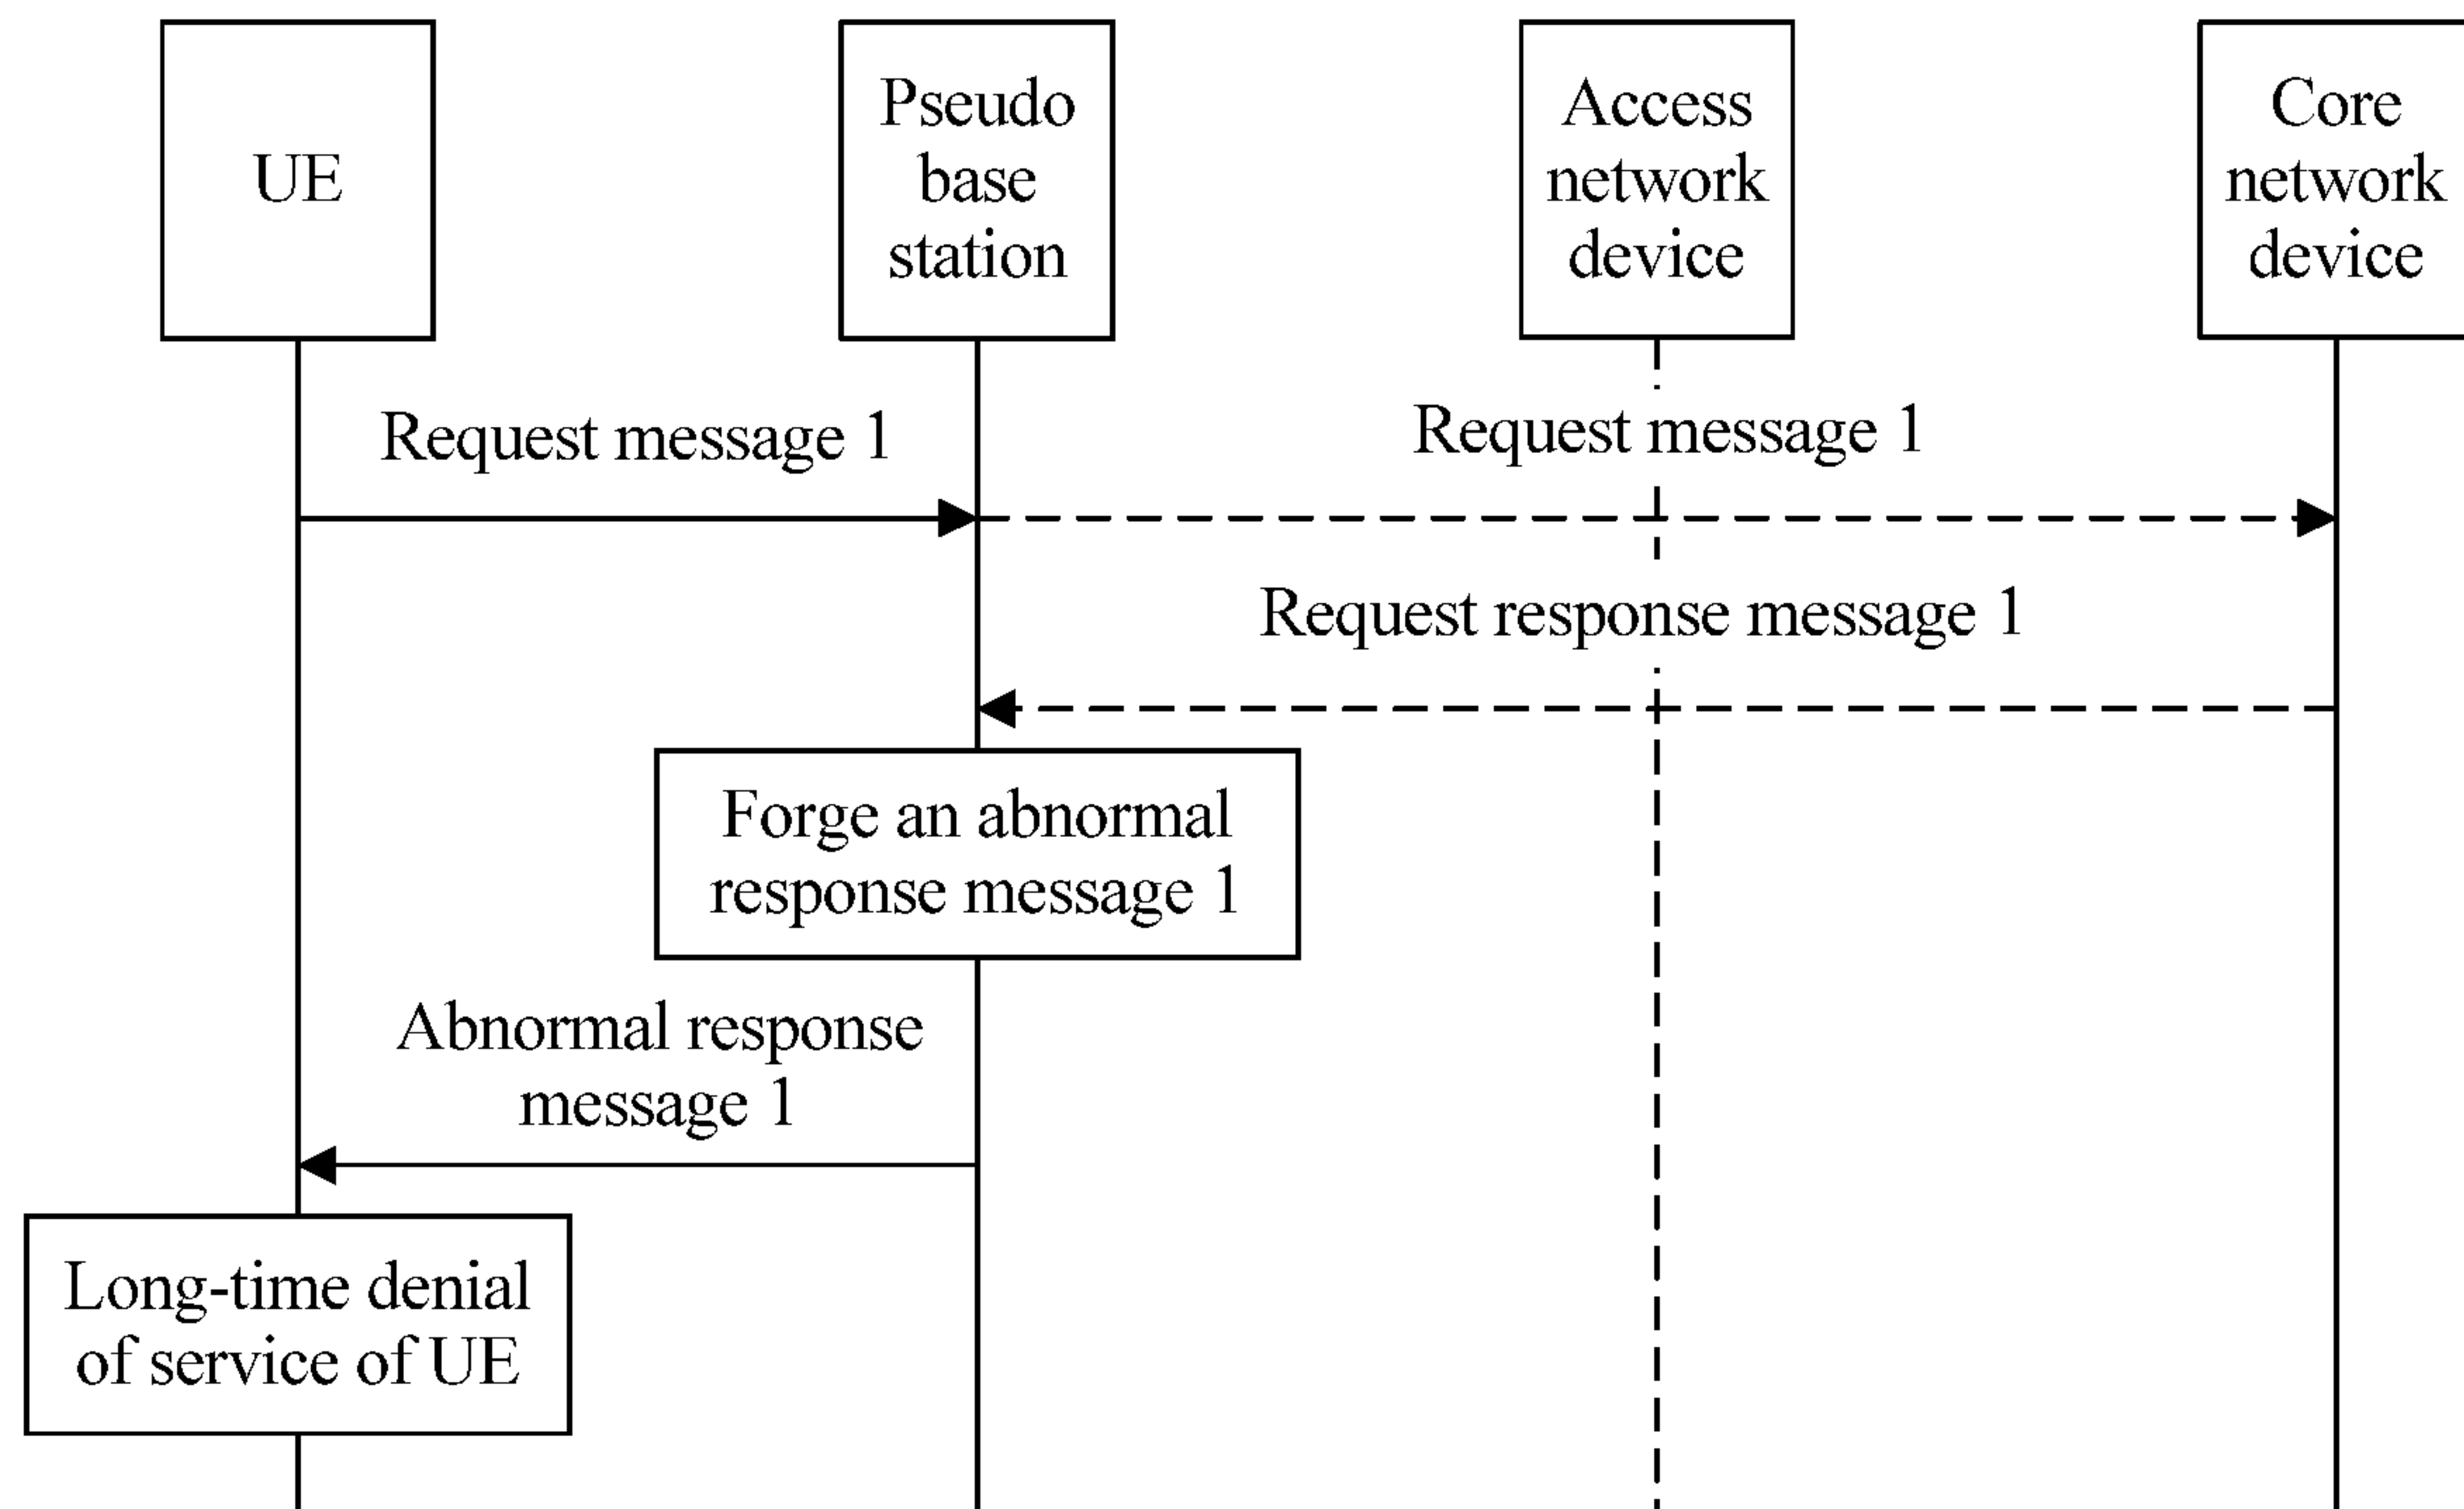 UE
Pseudo
base
station
Access
network
device
Core
network
device
Request message 1
Request message 1
Request response message 1
Forge an abnormal
response message 1
Abnormal response
message 1
Long-time denial
of service of UE